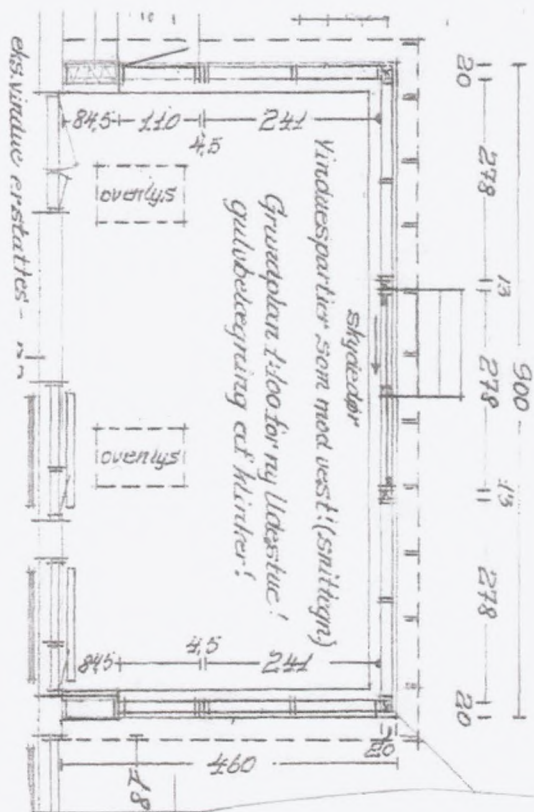 84,5
110
4,5
241
ovenlys
ovenlys
Vinduespartier som mod vest! (snittegn)
skydedør
Grundplan 1:100 for ny Udestue!
gulvbelægning af klinker!
eks. vindue erstattes -
20
278
13
278
13
278
20
900
84,5
4,5
241
20
460
48